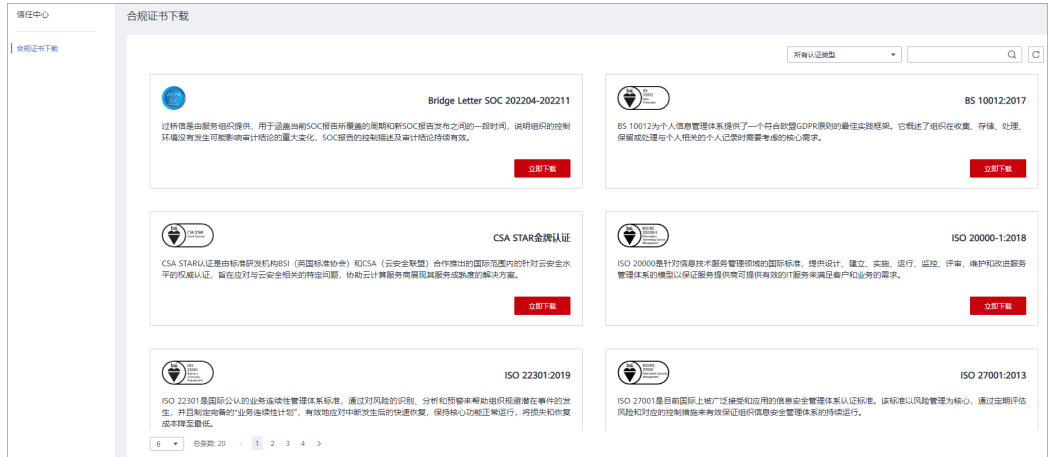 信任中心
合规证书下载
合规证书下载
所有认证类型
Bridge Letter SOC 202204-202211
过桥信是由服务组织提供，用于涵盖当前SOC报告所覆盖的周期和新SOC报告发布之间的一段时间，说明组织的控制
环境没有发生可能影响审计结论的重大变化，SOC报告的控制描述及审计结论持续有效。
立即下载
BS 10012:2017
BS 10012为个人信息管理体系提供了一个符合欧盟GDPR原则的最佳实践框架。它概述了组织在收集、存储、处理、
保留或处理与个人相关的个人记录时需要考虑的核心需求。
立即下载
CSA STAR金牌认证
CSA STAR认证是由标准研发机构BSI（英国标准协会）和CSA（云安全联盟）合作推出的国际范围内的针对云安全水
平的权威认证，旨在应对与云安全相关的特定问题，协助云计算服务商展现其服务成熟度的解决方案。
立即下载
ISO 20000-1:2018
ISO 20000是针对信息技术服务管理领域的国际标准，提供设计、建立、实施、运行、监控、评审、维护和改进服务
管理体系的模型以保证服务提供商可提供有效的IT服务来满足客户和业务的需求。
立即下载
ISO 22301:2019
ISO 22301是国际公认的业务连续性管理体系标准，通过对风险的识别、分析和预警来帮助组织规避潜在事件的发
生，并且制定完备的“业务连续性计划”，有效地应对中断发生后的快速恢复，保持核心功能正常运行，将损失和恢复
成本降至最低。
ISO 27001:2013
ISO 27001是目前国际上被广泛接受和应用的信息安全管理体系认证标准。该标准以风险管理为核心，通过定期评估
风险和对应的控制措施来有效保证组织信息安全管理体系的持续运行。
6 总条数: 20 < 1 2 3 4 >